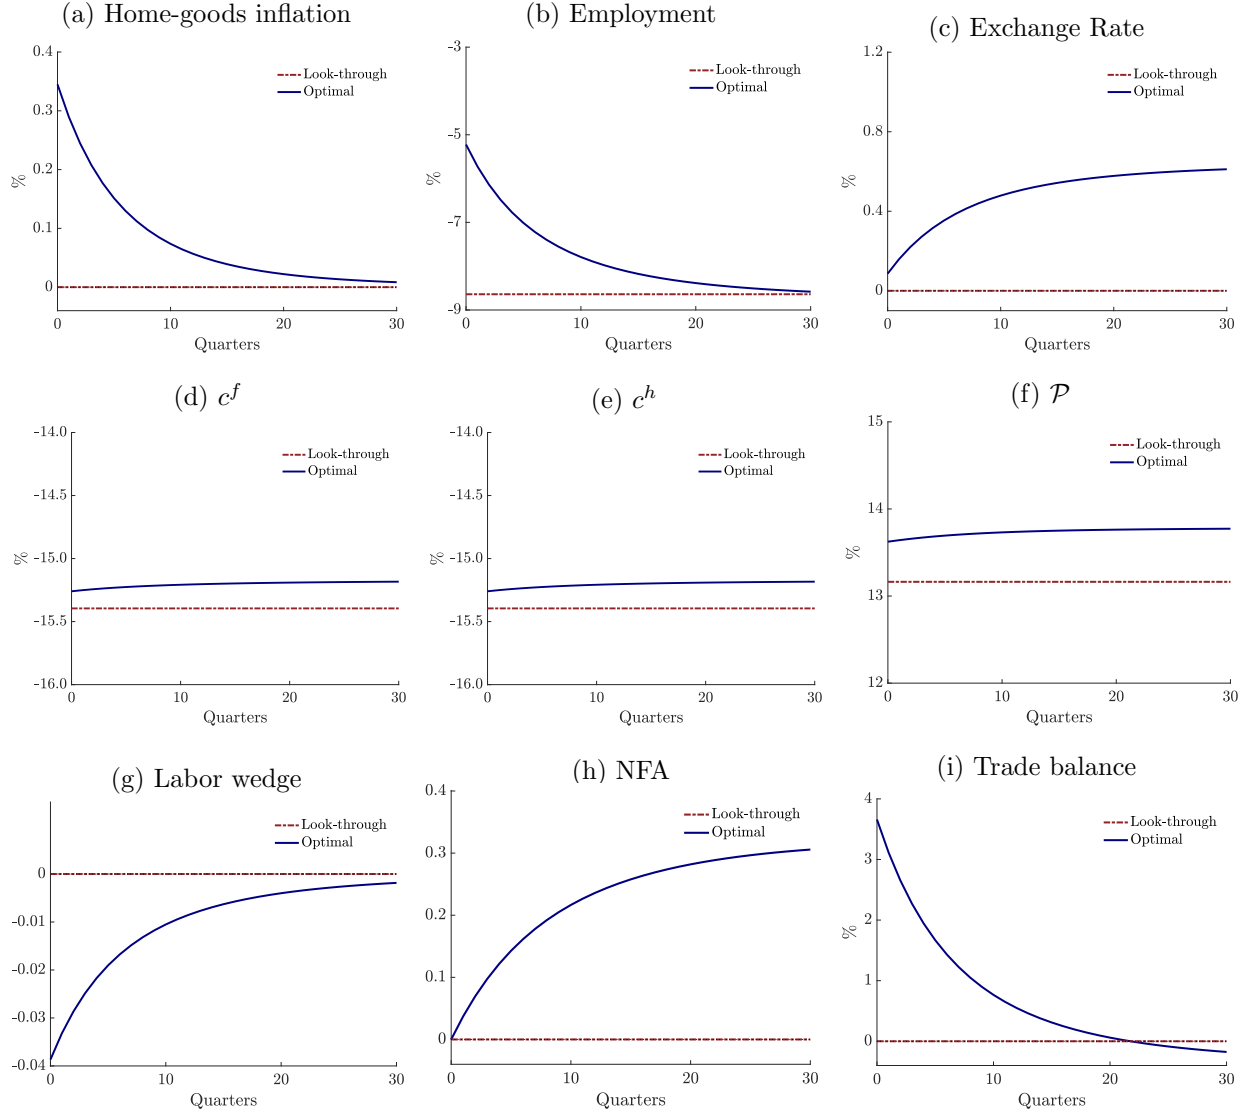 (a) Home-goods inflation
0.4
0.3
0.2
0.1
0
%
0 10 20 30
Quarters
Look-through
Optimal
(b) Employment
-3
-5
-7
-9
%
0 10 20 30
Quarters
Look-through
Optimal
(c) Exchange Rate
1.2
0.8
0.4
0
%
0 10 20 30
Quarters
Look-through
Optimal
(d) c^f
-14.0
-14.5
-15.0
-15.5
-16.0
%
0 10 20 30
Quarters
Look-through
Optimal
(e) c^h
-14.0
-14.5
-15.0
-15.5
-16.0
%
0 10 20 30
Quarters
Look-through
Optimal
(f) 𝒫
15
14
13
12
%
0 10 20 30
Quarters
Look-through
Optimal
(g) Labor wedge
0
-0.01
-0.02
-0.03
-0.04
0 10 20 30
Quarters
Look-through
Optimal
(h) NFA
0.4
0.3
0.2
0.1
0
0 10 20 30
Quarters
Look-through
Optimal
(i) Trade balance
4
3
2
1
0
%
0 10 20 30
Quarters
Look-through
Optimal